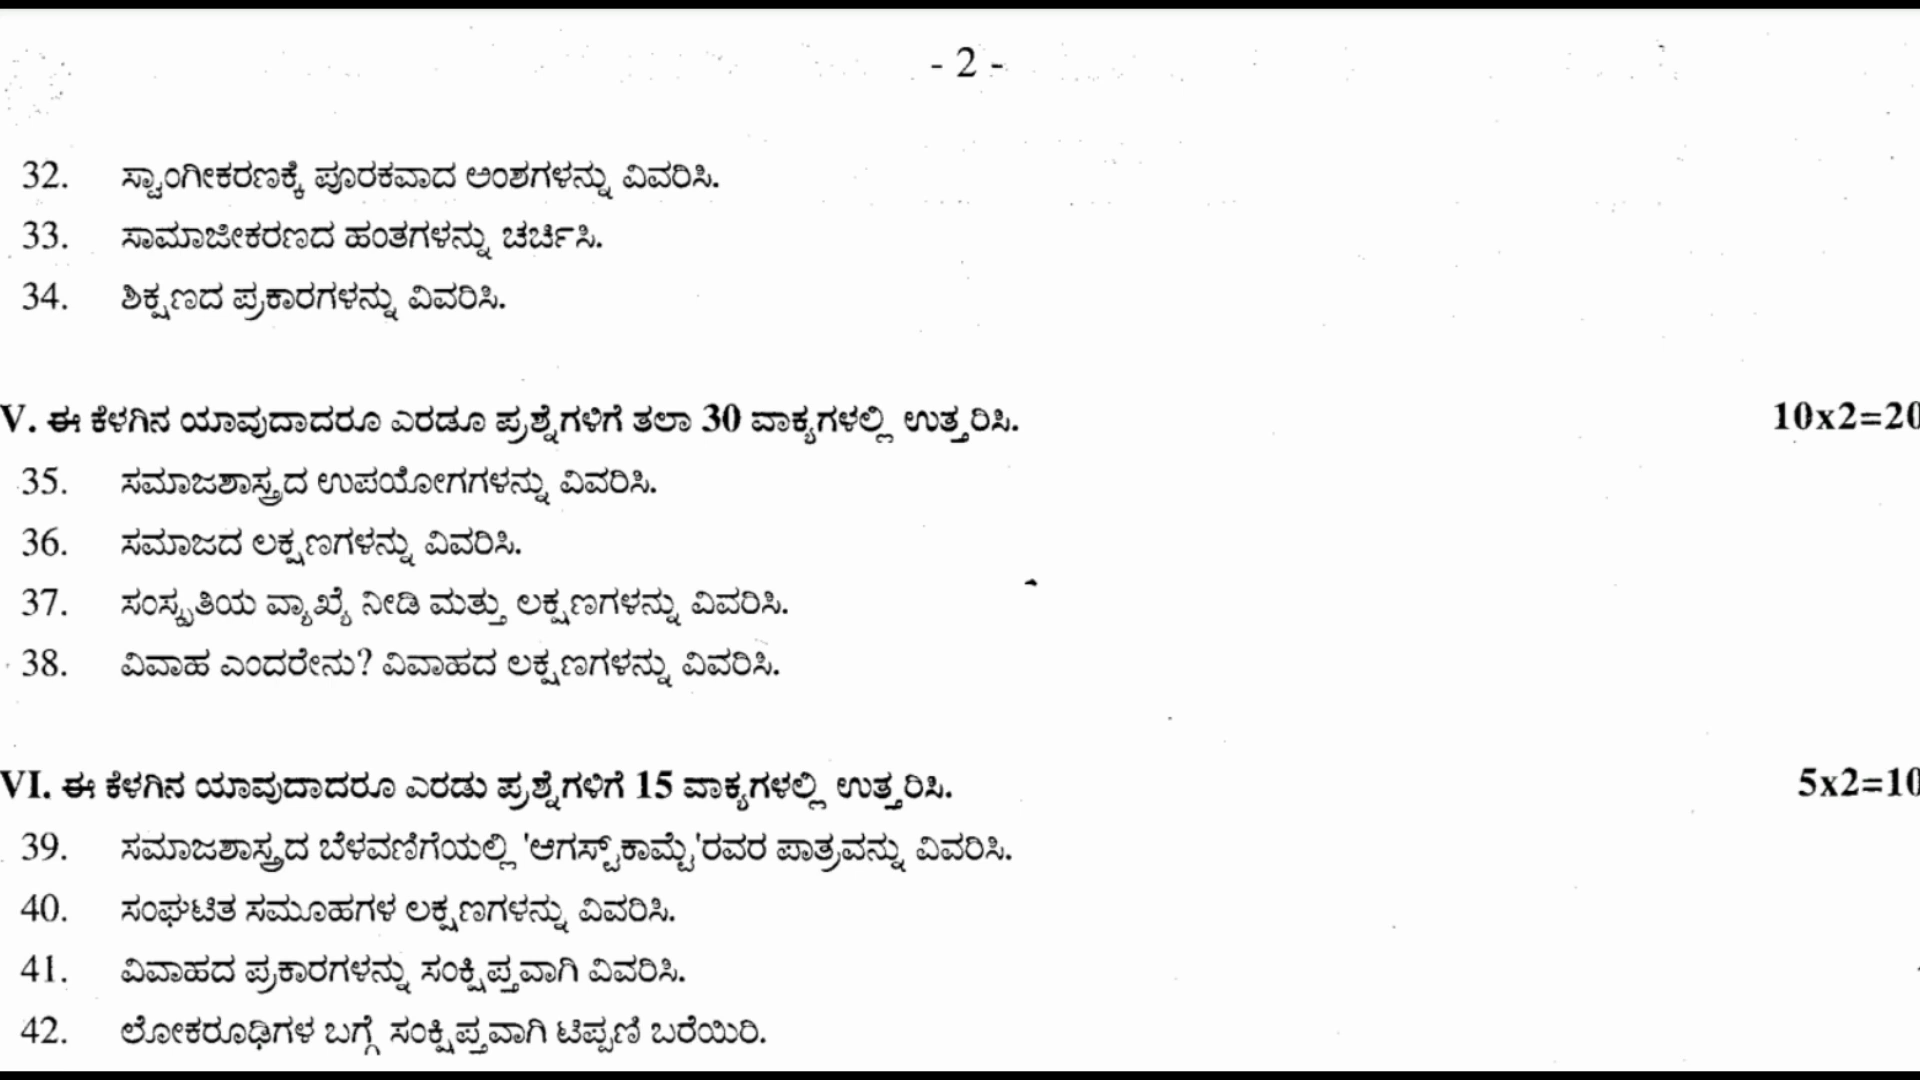 - 2 -
32. ಸ್ವಾಂಗೀಕರಣಕ್ಕೆ ಪೂರಕವಾದ ಅಂಶಗಳನ್ನು ವಿವರಿಸಿ.
33. ಸಾಮಾಜೀಕರಣದ ಹಂತಗಳನ್ನು ಚರ್ಚಿಸಿ.
34. ಶಿಕ್ಷಣದ ಪ್ರಕಾರಗಳನ್ನು ವಿವರಿಸಿ.
V. ಈ ಕೆಳಗಿನ ಯಾವುದಾದರೂ ಎರಡೂ ಪ್ರಶ್ನೆಗಳಿಗೆ ತಲಾ 30 ವಾಕ್ಯಗಳಲ್ಲಿ ಉತ್ತರಿಸಿ. 10x2=20
35. ಸಮಾಜಶಾಸ್ತ್ರದ ಉಪಯೋಗಗಳನ್ನು ವಿವರಿಸಿ.
36. ಸಮಾಜದ ಲಕ್ಷಣಗಳನ್ನು ವಿವರಿಸಿ.
37. ಸಂಸ್ಕೃತಿಯ ವ್ಯಾಖ್ಯೆ ನೀಡಿ ಮತ್ತು ಲಕ್ಷಣಗಳನ್ನು ವಿವರಿಸಿ.
38. ವಿವಾಹ ಎಂದರೇನು? ವಿವಾಹದ ಲಕ್ಷಣಗಳನ್ನು ವಿವರಿಸಿ.
VI. ಈ ಕೆಳಗಿನ ಯಾವುದಾದರೂ ಎರಡು ಪ್ರಶ್ನೆಗಳಿಗೆ 15 ವಾಕ್ಯಗಳಲ್ಲಿ ಉತ್ತರಿಸಿ. 5x2=10
39. ಸಮಾಜಶಾಸ್ತ್ರದ ಬೆಳವಣಿಗೆಯಲ್ಲಿ 'ಆಗಸ್ಟ್‌ಕಾಮ್ಟೆ'ರವರ ಪಾತ್ರವನ್ನು ವಿವರಿಸಿ.
40. ಸಂಘಟಿತ ಸಮೂಹಗಳ ಲಕ್ಷಣಗಳನ್ನು ವಿವರಿಸಿ.
41. ವಿವಾಹದ ಪ್ರಕಾರಗಳನ್ನು ಸಂಕ್ಷಿಪ್ತವಾಗಿ ವಿವರಿಸಿ.
42. ಲೋಕರೂಢಿಗಳ ಬಗ್ಗೆ ಸಂಕ್ಷಿಪ್ತವಾಗಿ ಟಿಪ್ಪಣಿ ಬರೆಯಿರಿ.